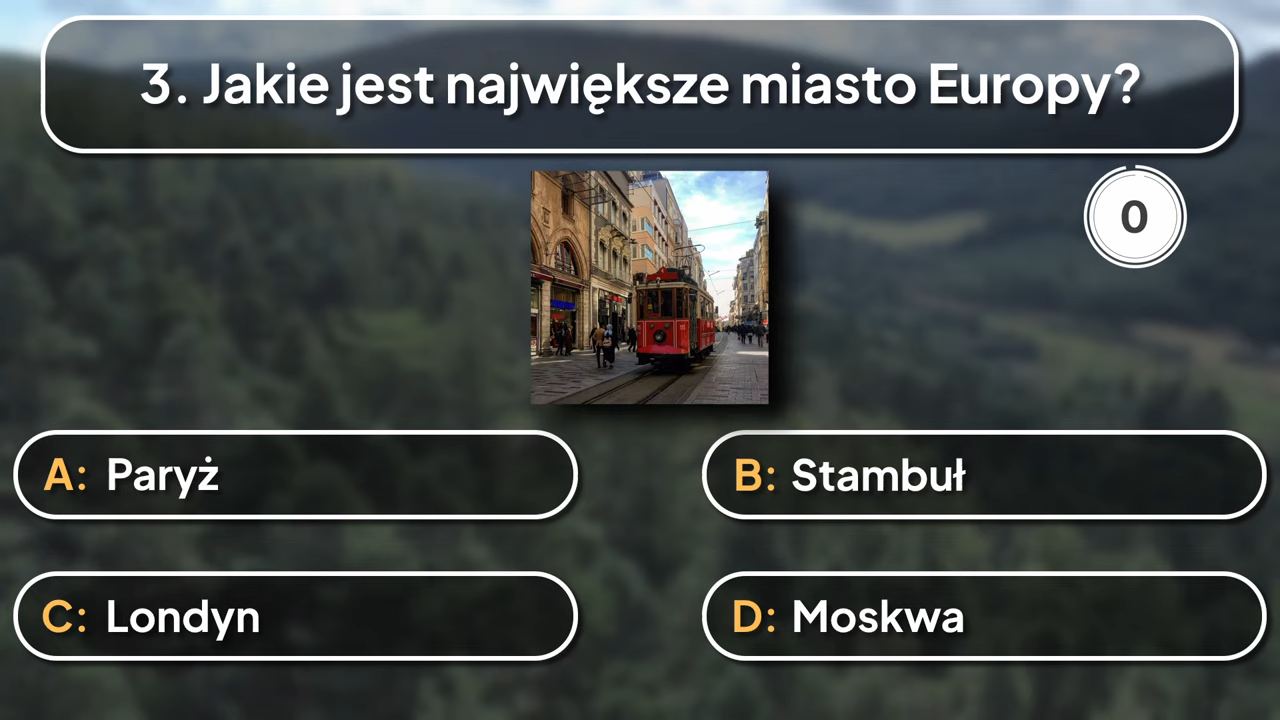 3. Jakie jest największe miasto Europy?
0
A: Paryż
B: Stambuł
C: Londyn
D: Moskwa